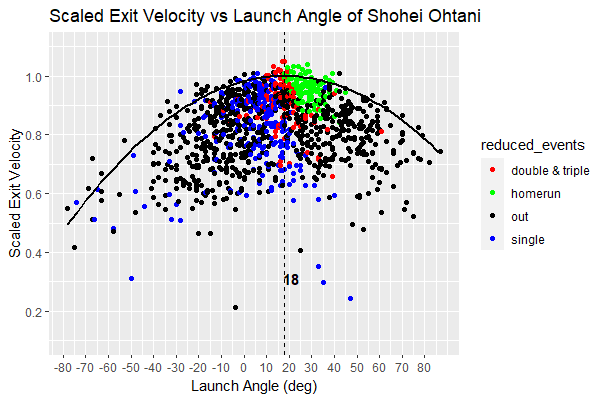 Scaled Exit Velocity vs Launch Angle of Shohei Ohtani
Scaled Exit Velocity
1.0
0.8
0.6
0.4
0.2
18
-80 -70 -60 -50 -40 -30 -20 -10 0 10 20 30 40 50 60 70 80
Launch Angle (deg)
reduced_events
double & triple
homerun
out
single